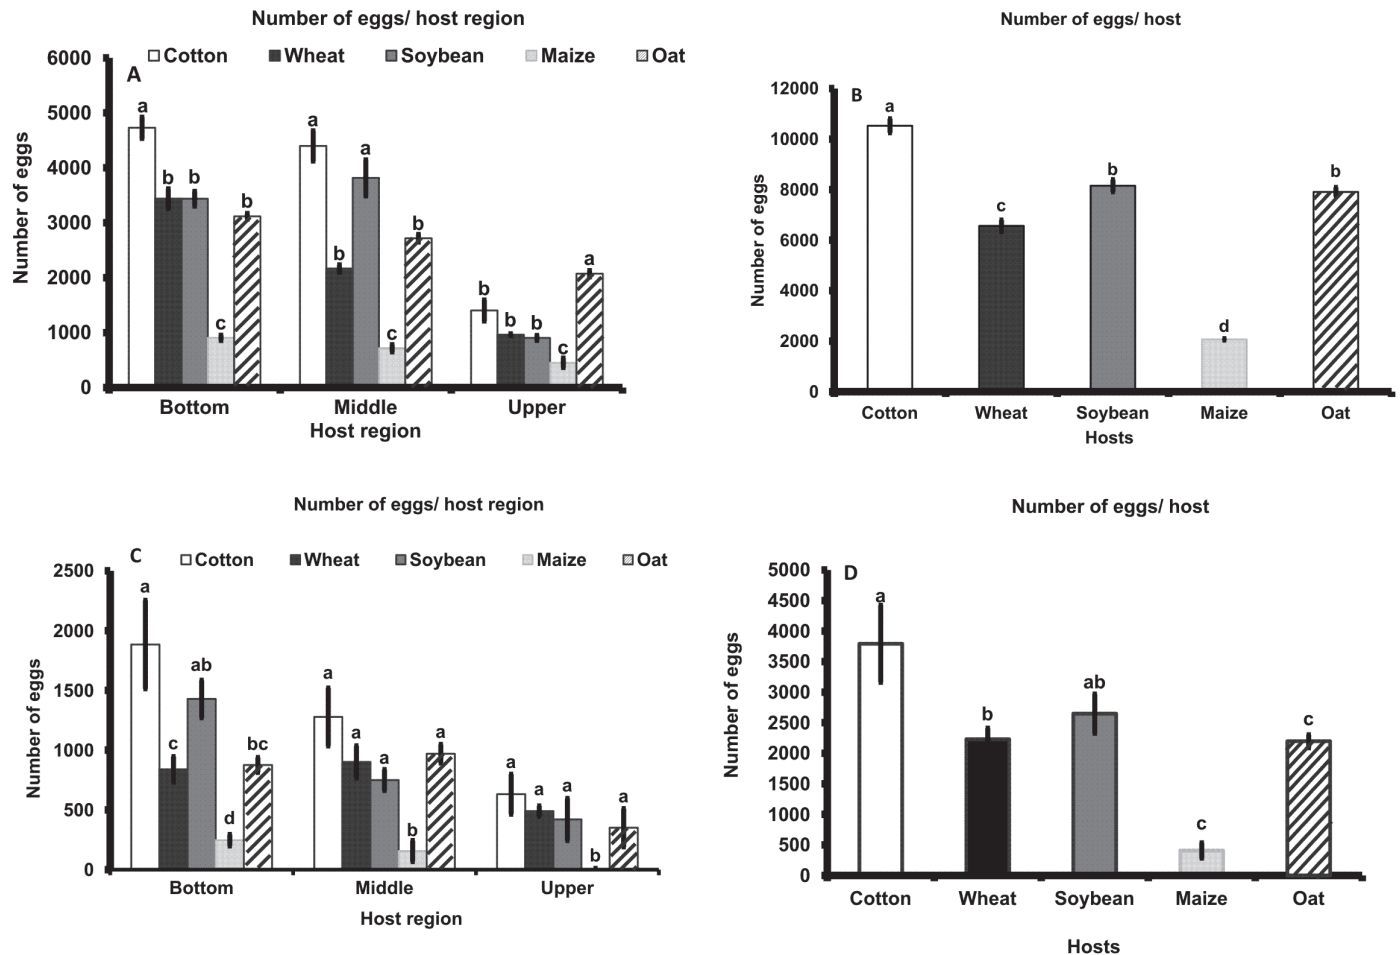 Number of eggs/ host region
Cotton Wheat Soybean Maize Oat
A
Number of eggs
6000
5000
4000
3000
2000
1000
0
a b b c b
a b a c b
b b b c a
Bottom Middle Upper
Host region
Number of eggs/ host
B
Number of eggs
12000
10000
8000
6000
4000
2000
0
a c b d b
Cotton Wheat Soybean Maize Oat
Hosts
Number of eggs/ host region
C
Cotton Wheat Soybean Maize Oat
Number of eggs
2500
2000
1500
1000
500
0
a c ab d bc
a a a b a
a a a b a
Bottom Middle Upper
Host region
Number of eggs/ host
D
Number of eggs
5000
4500
4000
3500
3000
2500
2000
1500
1000
500
0
a b ab c c
Cotton Wheat Soybean Maize Oat
Hosts